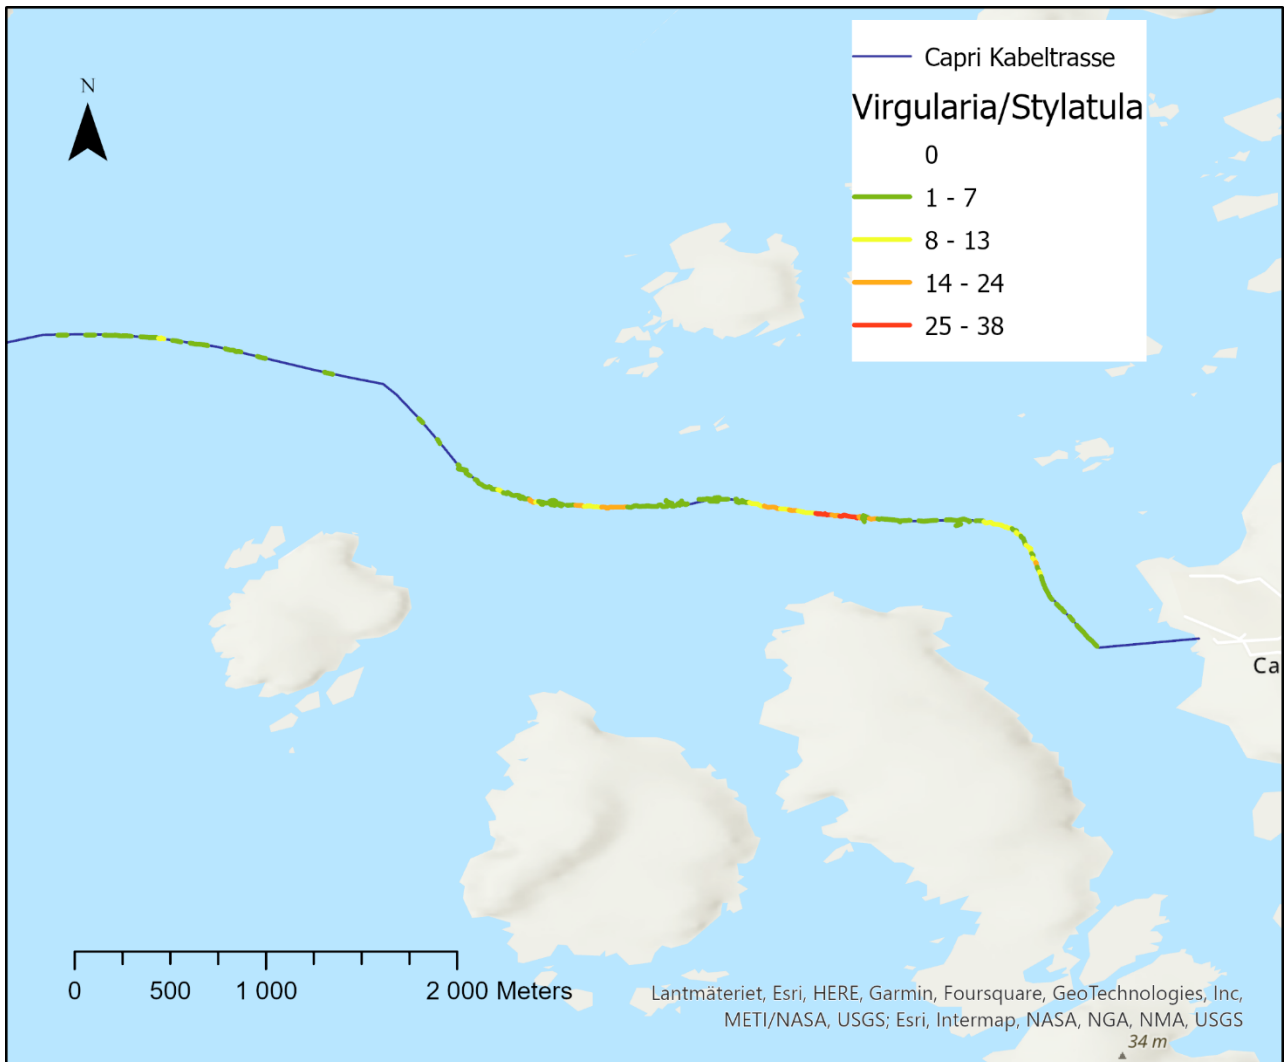 Capri Kabeltrasse
Virgularia/Stylatula
0
1 - 7
8 - 13
14 - 24
25 - 38
N
Ca
0 500 1 000 2 000 Meters
Lantmäteriet, Esri, HERE, Garmin, Foursquare, GeoTechnologies, Inc,
METI/NASA, USGS; Esri, Intermap, NASA, NGA, NMA, USGS
34 m